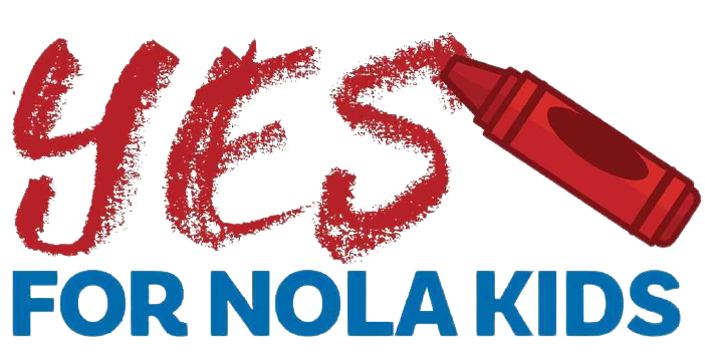 YES
FOR NOLA KIDS